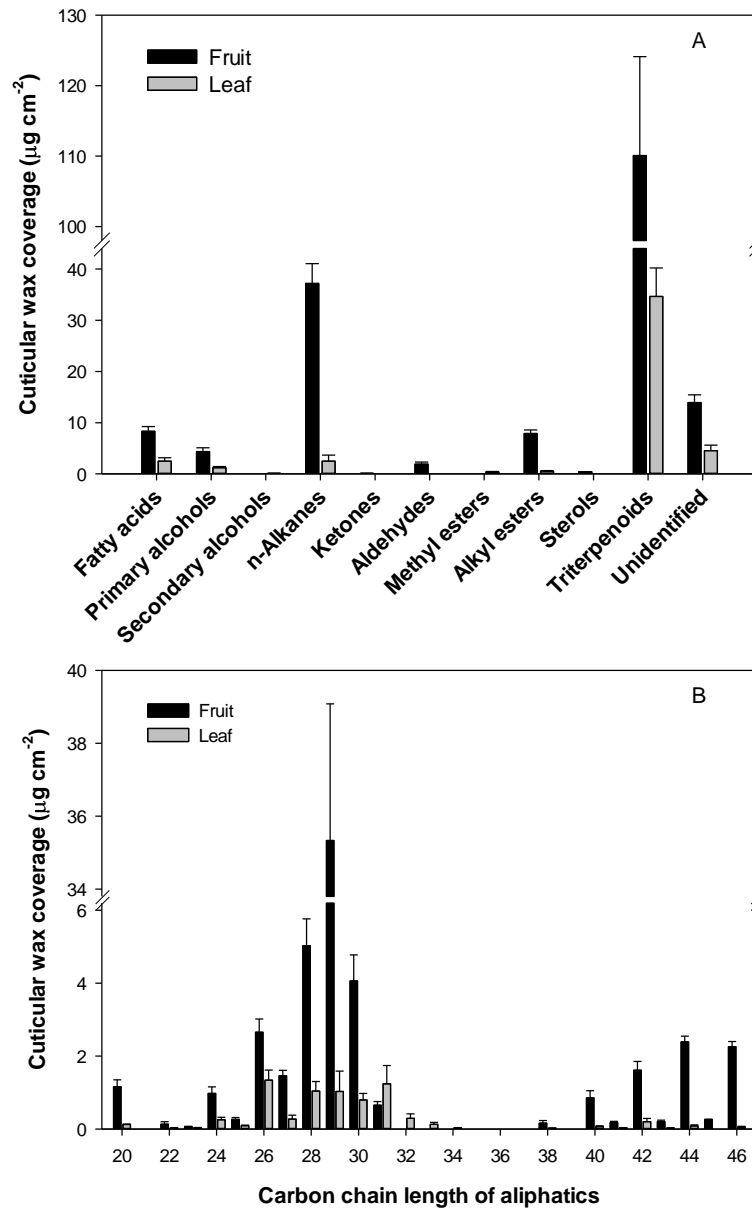 A
Fruit
Leaf
Cuticular wax coverage (μg cm-2)
130
120
110
100
40
30
20
10
0
Fatty acids
Primary alcohols
Secondary alcohols
n-Alkanes
Ketones
Aldehydes
Methyl esters
Alkyl esters
Sterols
Triterpenoids
Unidentified
B
Fruit
Leaf
Cuticular wax coverage (μg cm-2)
40
38
36
34
6
4
2
0
20 22 24 26 28 30 32 34 36 38 40 42 44 46
Carbon chain length of aliphatics